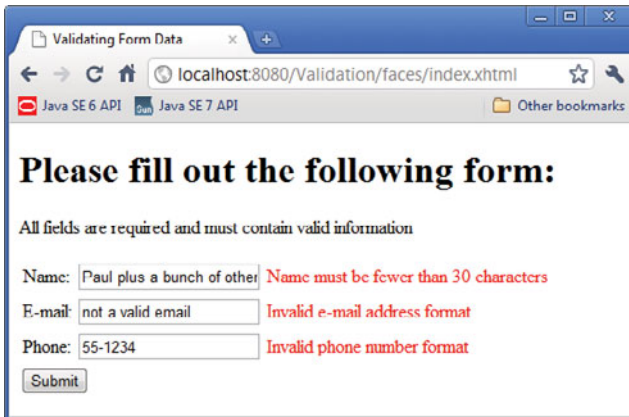 Validating Form Data
localhost:8080/Validation/faces/index.xhtml
Java SE 6 API Sun Java SE 7 API Other bookmarks
Please fill out the following form:
All fields are required and must contain valid information
Name: Paul plus a bunch of other Name must be fewer than 30 characters
E-mail: not a valid email Invalid e-mail address format
Phone: 55-1234 Invalid phone number format
Submit